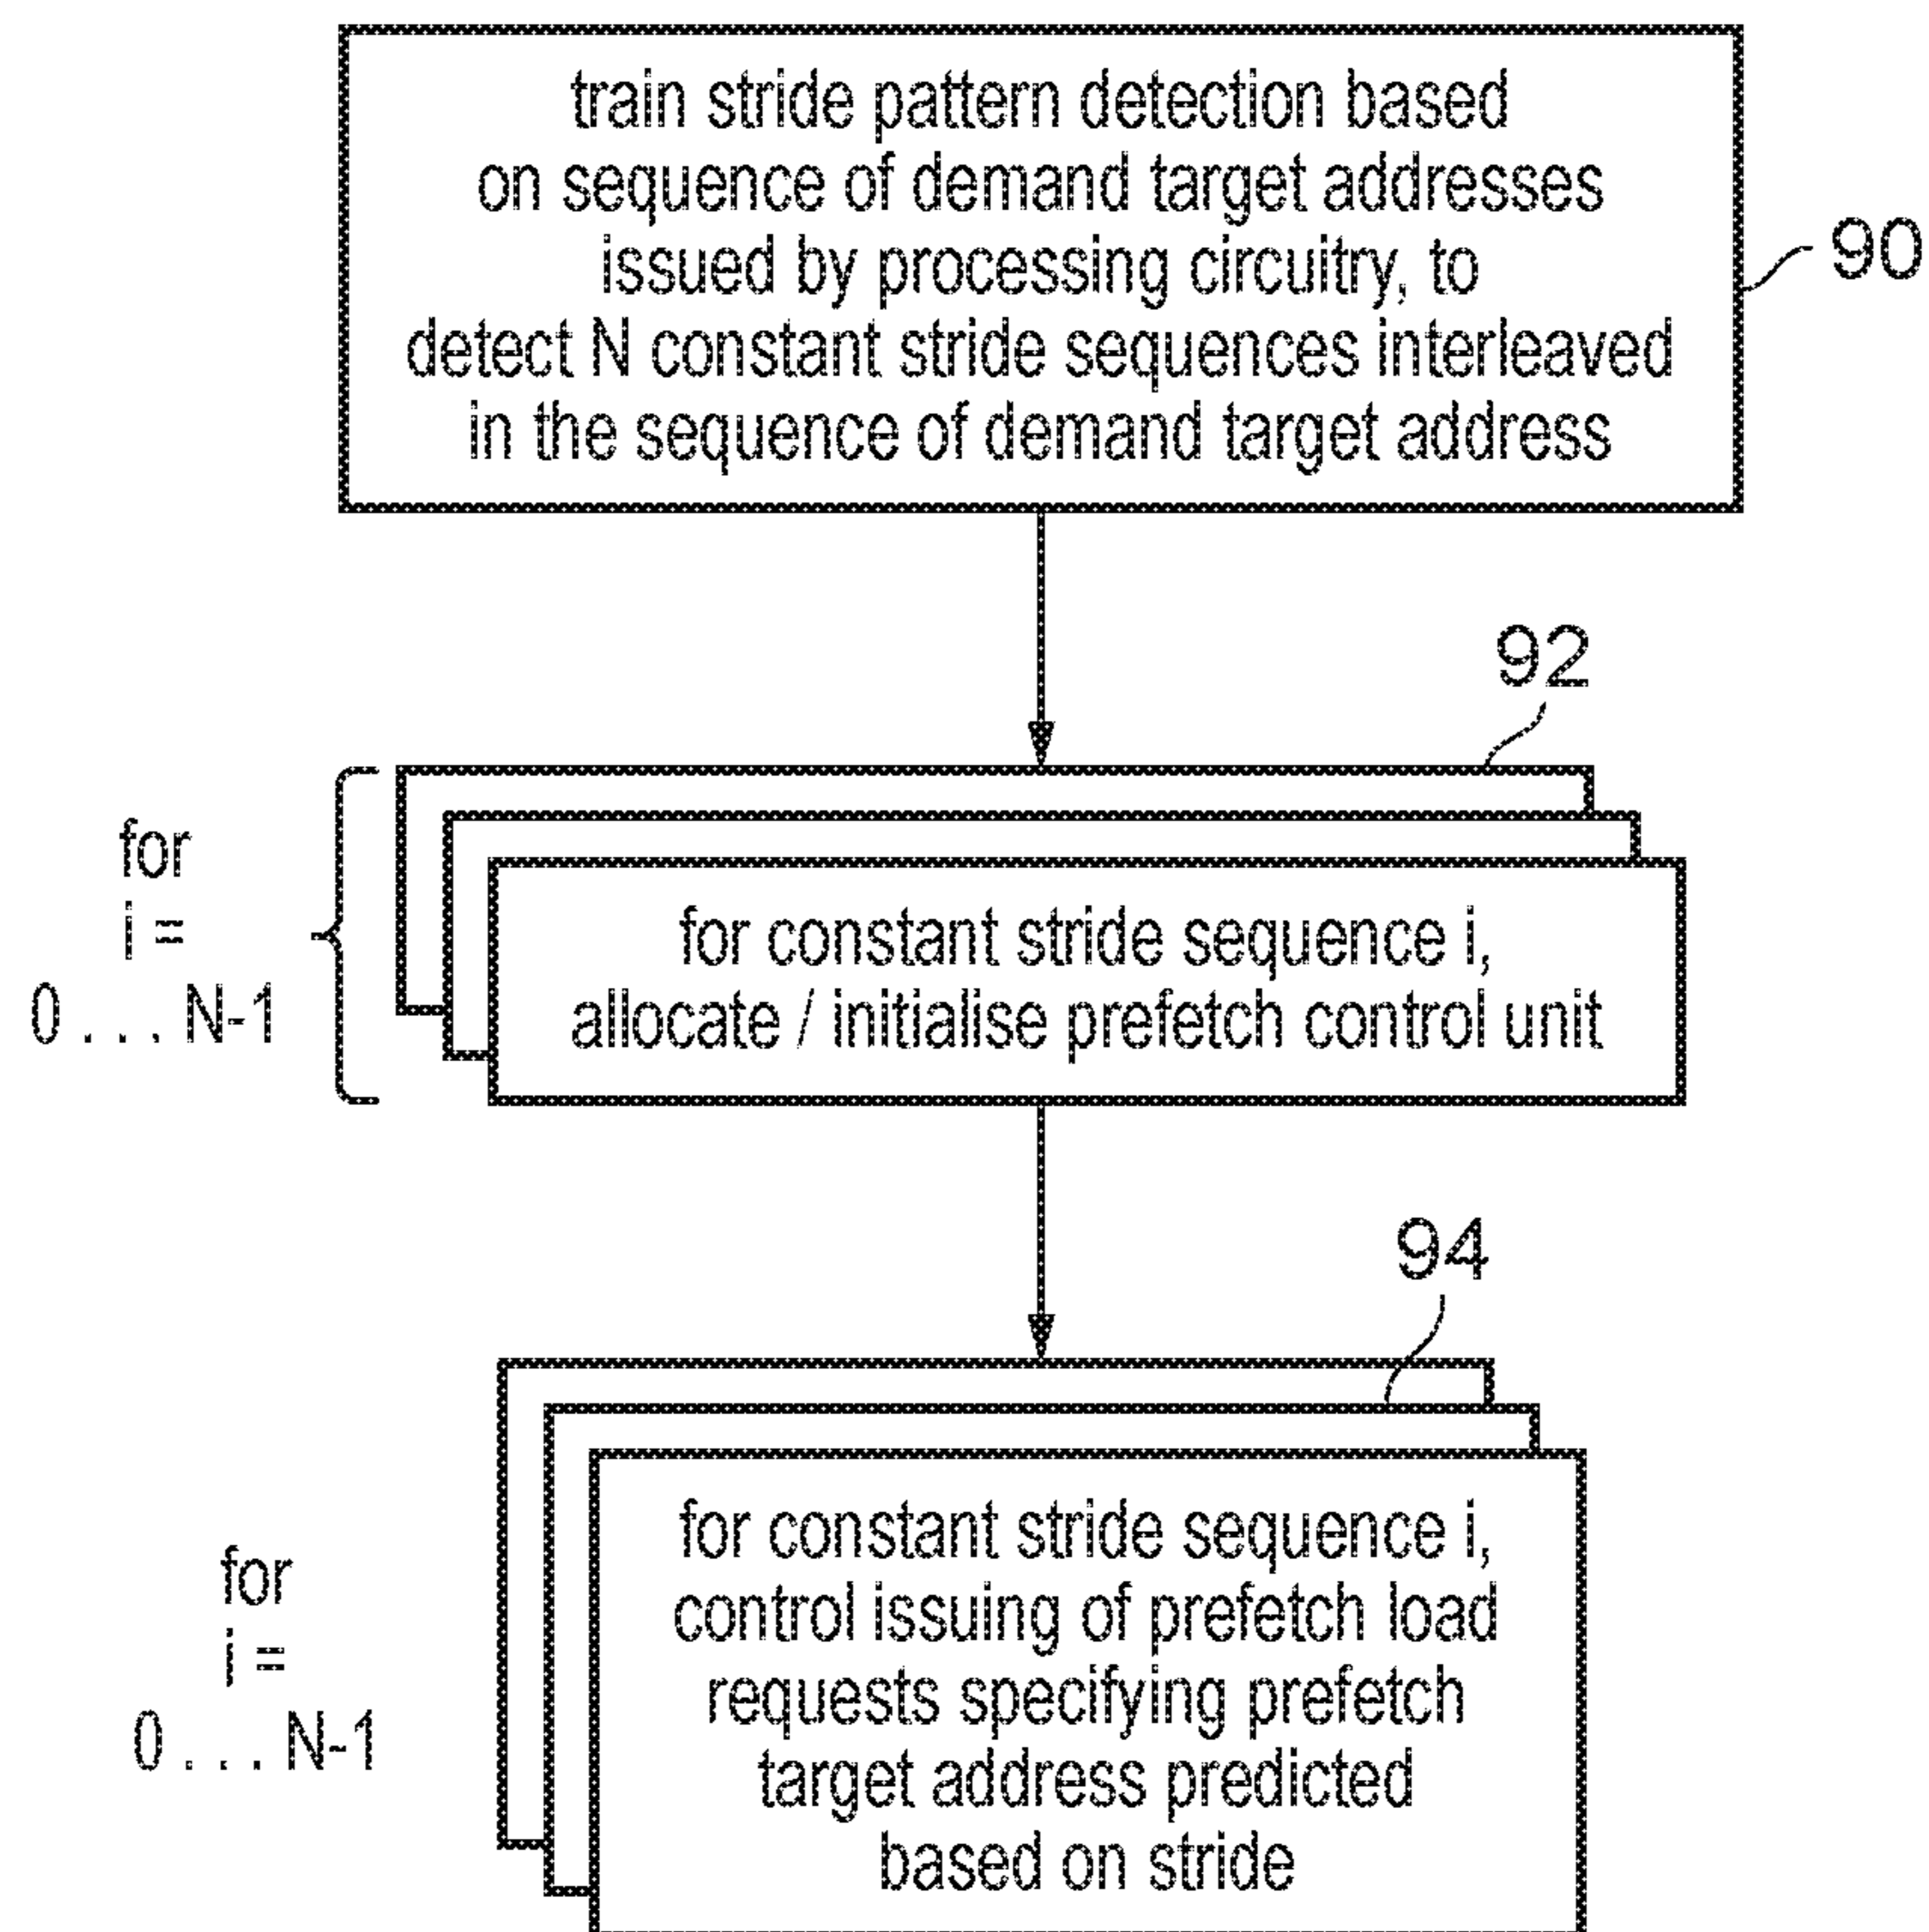 train stride pattern detection based
on sequence of demand target addresses
issued by processing circuitry, to
detect N constant stride sequences interleaved
in the sequence of demand target address
90
92
for
i =
0 . . . N-1
for constant stride sequence i,
allocate / initialise prefetch control unit
94
for
i =
0 . . . N-1
for constant stride sequence i,
control issuing of prefetch load
requests specifying prefetch
target address predicted
based on stride